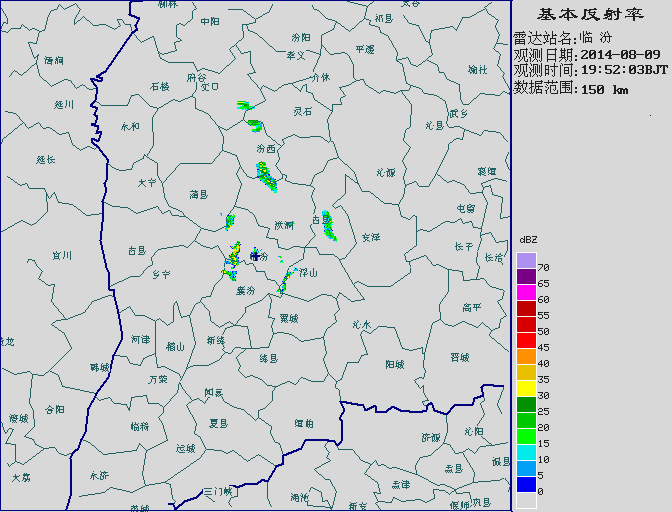 基本反射率
雷达站名:临 汾
观测日期:2014-08-09
观测时间:19:52:03BJT
数据范围:150 km
柳林
中阳
汾阳
孝义
平遥
祁县
清涧
石楼
介休
榆社
延川
永和
灵石
武乡
沁县
汾西
延长
大宁
蒲县
沁源
襄垣
屯留
洪洞
古县
安泽
长子
长治
宜川
吉县
乡宁
汾
浮山
襄汾
翼城
沁水
高平
河津
稷山
新绛
绛县
阳城
晋城
韩城
万荣
闻喜
合阳
澄城
临猗
夏县
垣曲
济源
沁阳
运城
孟县
温县
大荔
永济
三门峡
渑池
孟津
新安
偃师
巩县
芮城
dBZ
70
65
60
55
50
45
40
35
30
25
20
15
10
5
0